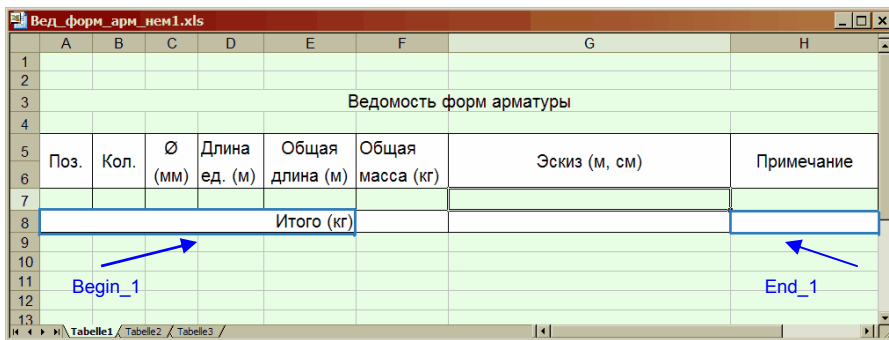 Вед_форм_арм_нем1.xls
A B C D E F G H
1
2
3 Ведомость форм арматуры
4
5 Поз. Кол. Ø Длина Общая Общая Эскиз (м, см) Примечание
6 (мм) ед. (м) длина (м) масса (кг)
7
8 Итого (кг)
9
10
11 Begin_1 End_1
12
13
Tabelle1 Tabelle2 Tabelle3